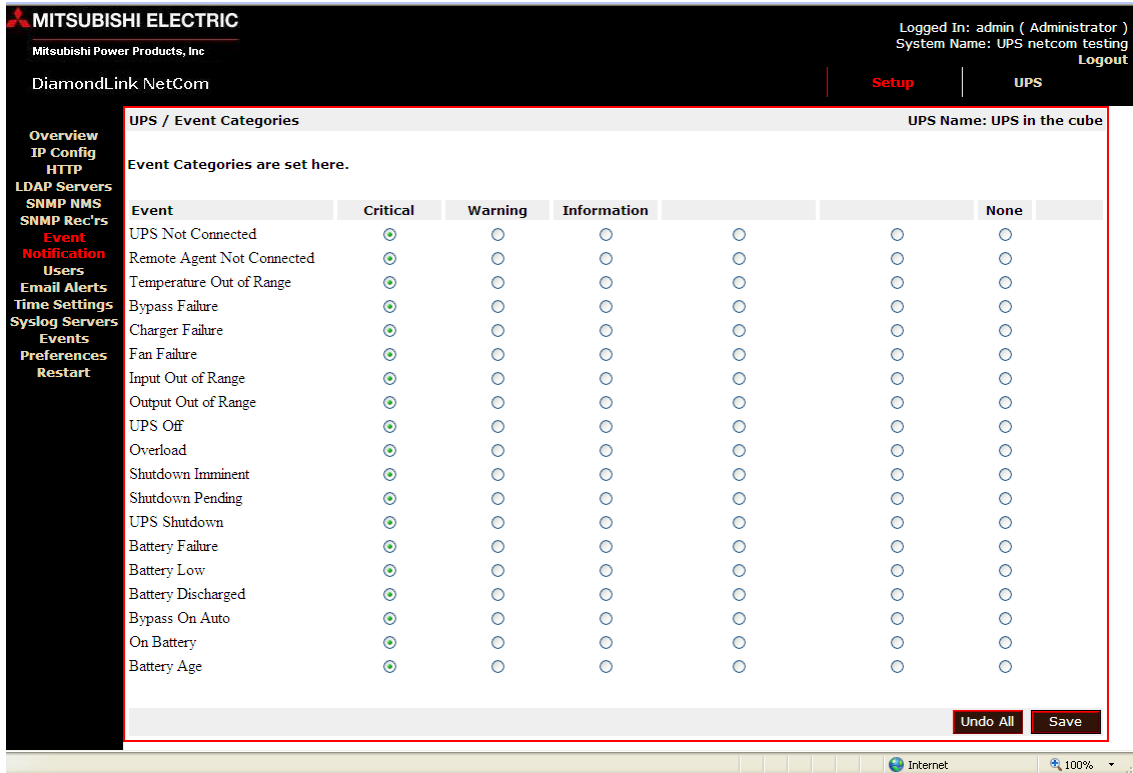 MITSUBISHI ELECTRIC
Mitsubishi Power Products, Inc
DiamondLink NetCom
Logged In: admin ( Administrator )
System Name: UPS netcom testing
Logout
Setup
UPS
Overview
IP Config
HTTP
LDAP Servers
SNMP NMS
SNMP Rec'rs
Event
Notification
Users
Email Alerts
Time Settings
Syslog Servers
Events
Preferences
Restart
UPS / Event Categories
UPS Name: UPS in the cube
Event Categories are set here.
Event Critical Warning Information None
UPS Not Connected
Remote Agent Not Connected
Temperature Out of Range
Bypass Failure
Charger Failure
Fan Failure
Input Out of Range
Output Out of Range
UPS Off
Overload
Shutdown Imminent
Shutdown Pending
UPS Shutdown
Battery Failure
Battery Low
Battery Discharged
Bypass On Auto
On Battery
Battery Age
Undo All Save
Internet 100%